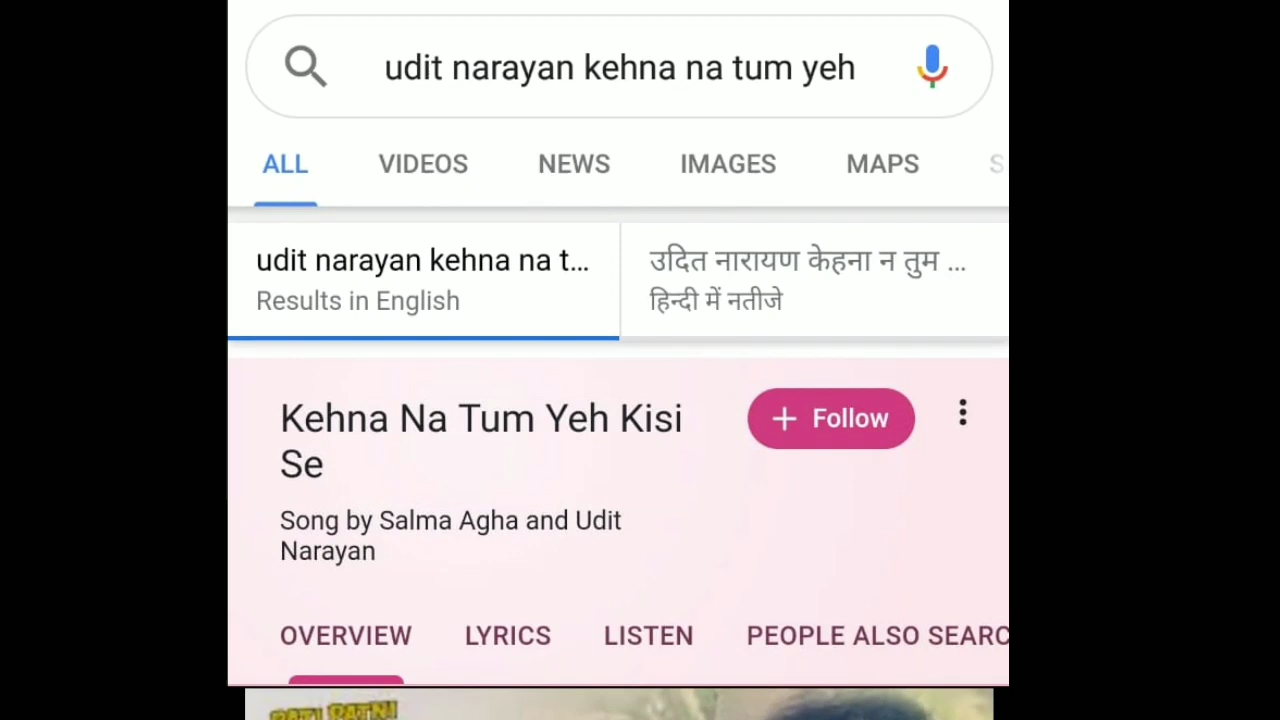 udit narayan kehna na tum yeh
ALL VIDEOS NEWS IMAGES MAPS S
udit narayan kehna na t... उदित नारायण केहना न तुम ...
Results in English हिन्दी में नतीजे
Kehna Na Tum Yeh Kisi
Se
+ Follow
Song by Salma Agha and Udit
Narayan
OVERVIEW LYRICS LISTEN PEOPLE ALSO SEARC
PATI PATNI